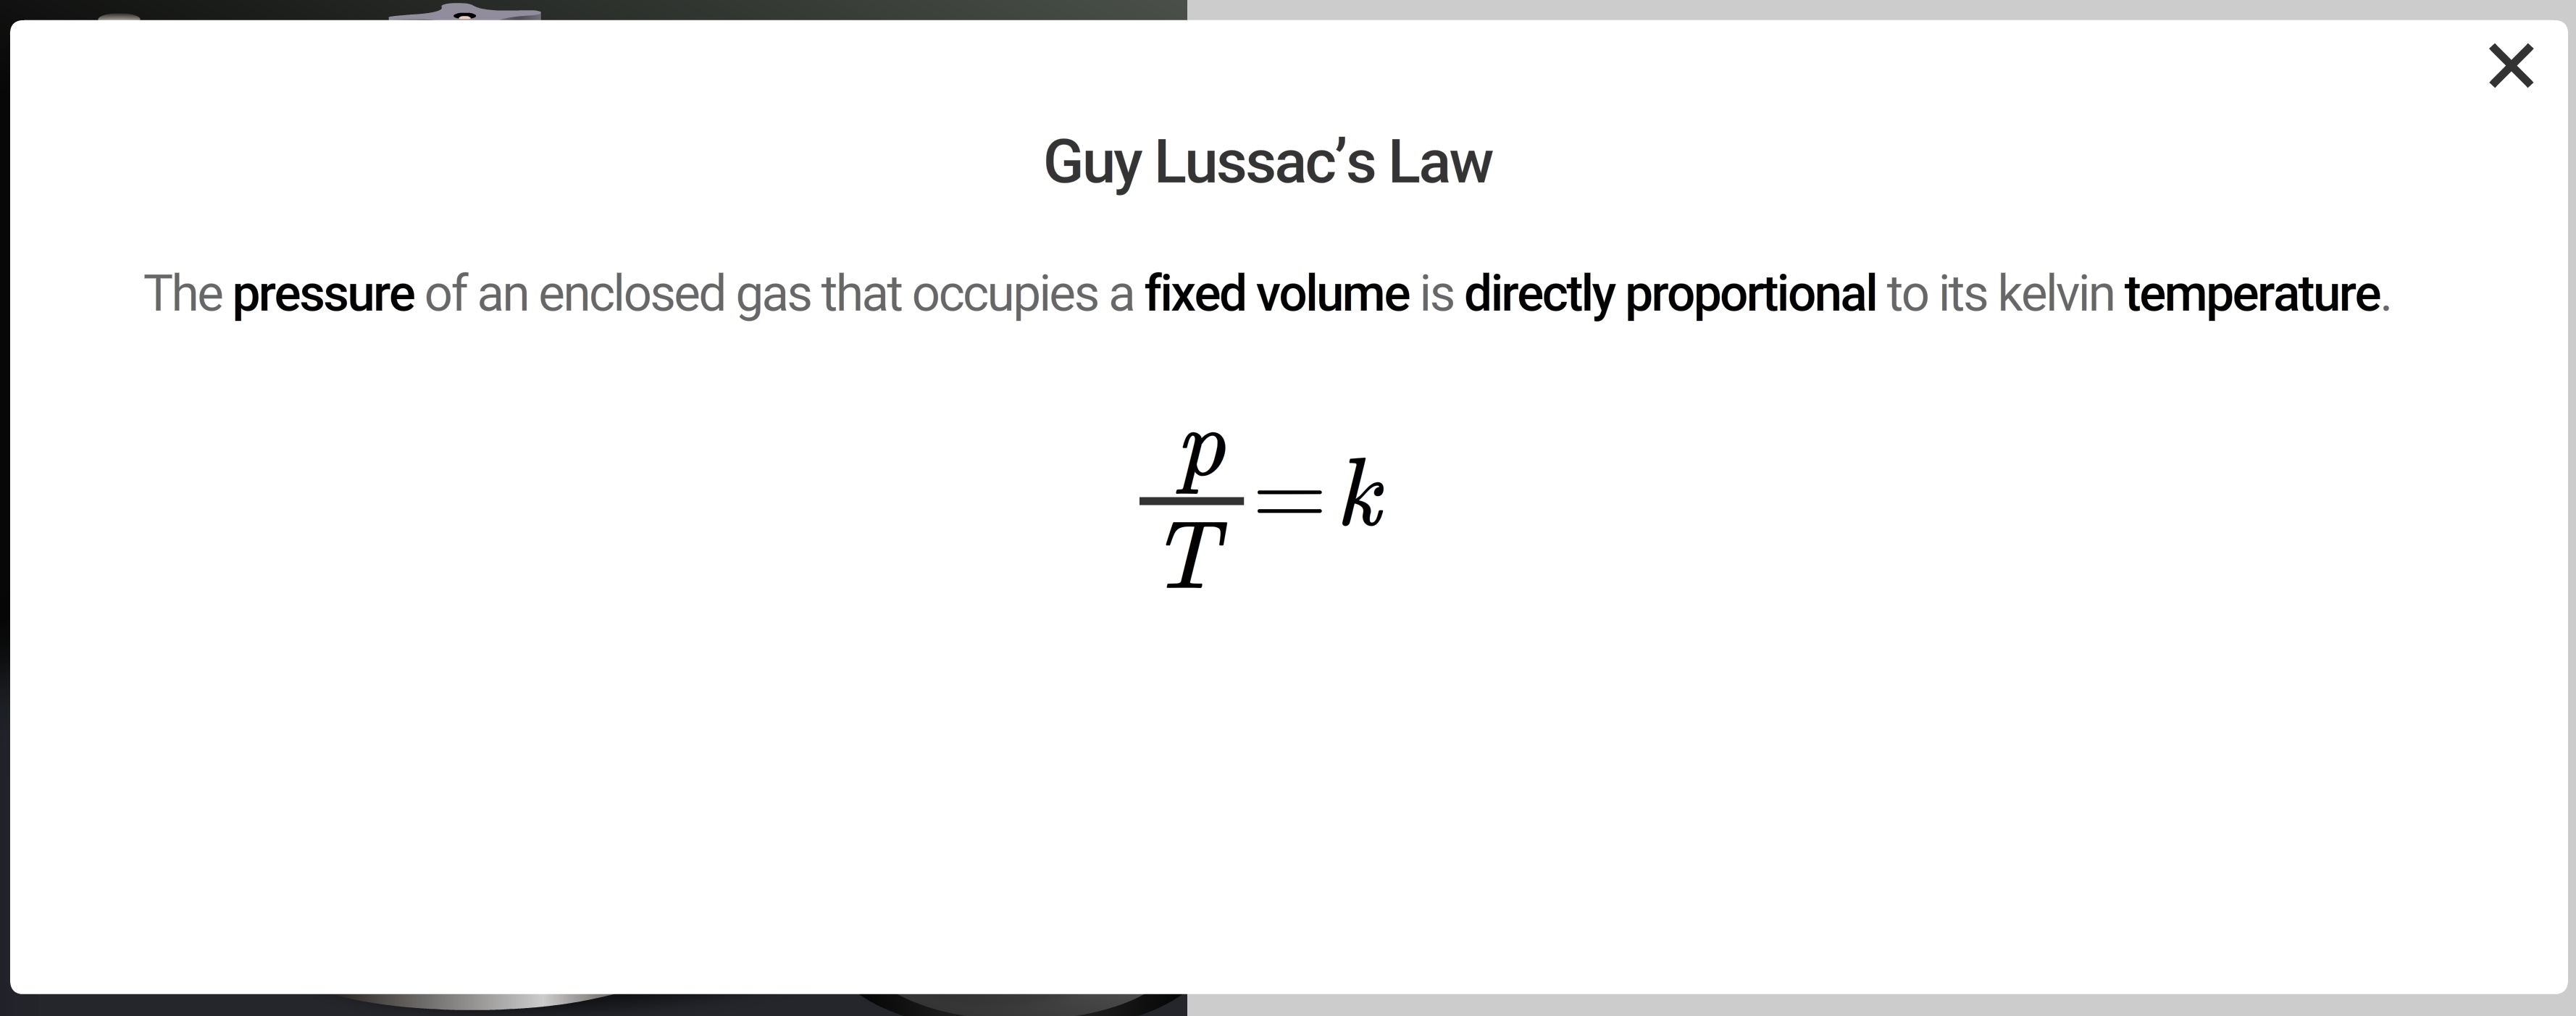 Guy Lussac’s Law
The pressure of an enclosed gas that occupies a fixed volume is directly proportional to its kelvin temperature.
p
T
= k